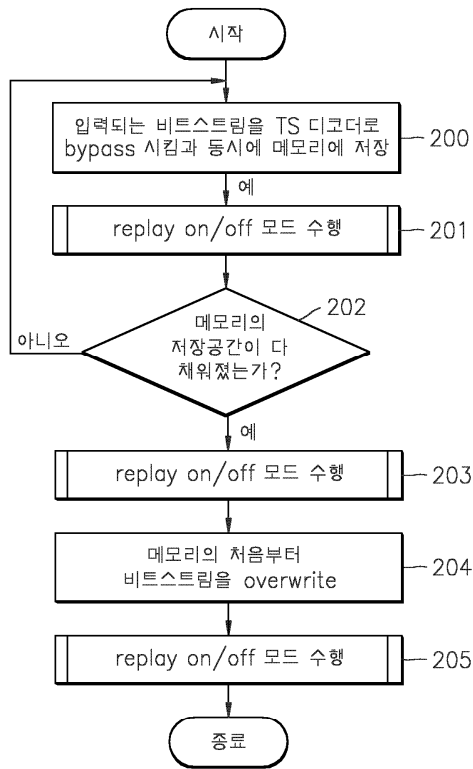 시작
입력되는 비트스트림을 TS 디코더로
bypass 시킴과 동시에 메모리에 저장
200
예
replay on/off 모드 수행
201
202
메모리의
저장공간이 다
채워졌는가?
아니오
예
replay on/off 모드 수행
203
메모리의 처음부터
비트스트림을 overwrite
204
replay on/off 모드 수행
205
종료